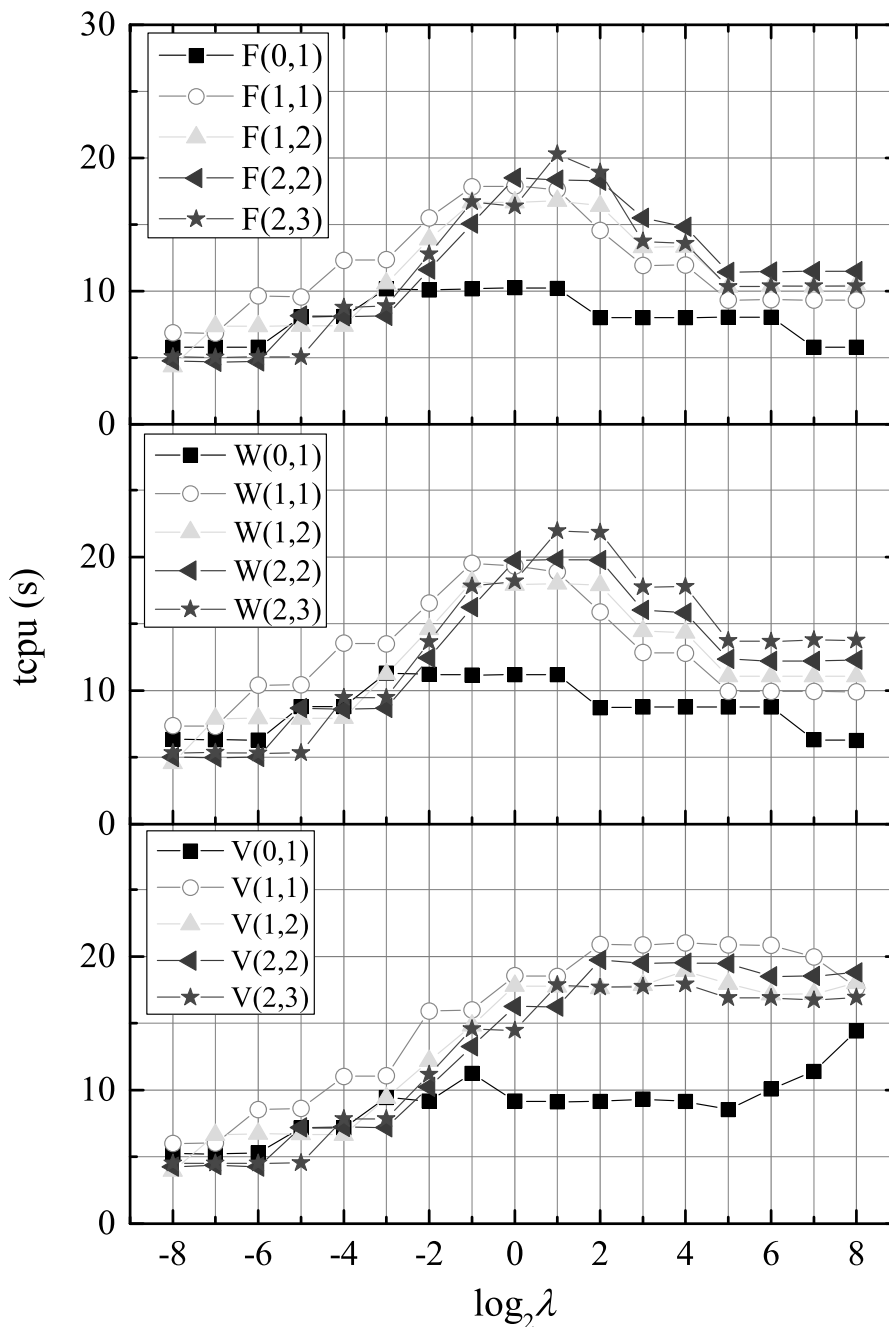 tcpu (s)
30
20
10
0
F(0,1)
F(1,1)
F(1,2)
F(2,2)
F(2,3)
20
10
0
W(0,1)
W(1,1)
W(1,2)
W(2,2)
W(2,3)
20
10
0
V(0,1)
V(1,1)
V(1,2)
V(2,2)
V(2,3)
-8 -6 -4 -2 0 2 4 6 8
log₂λ